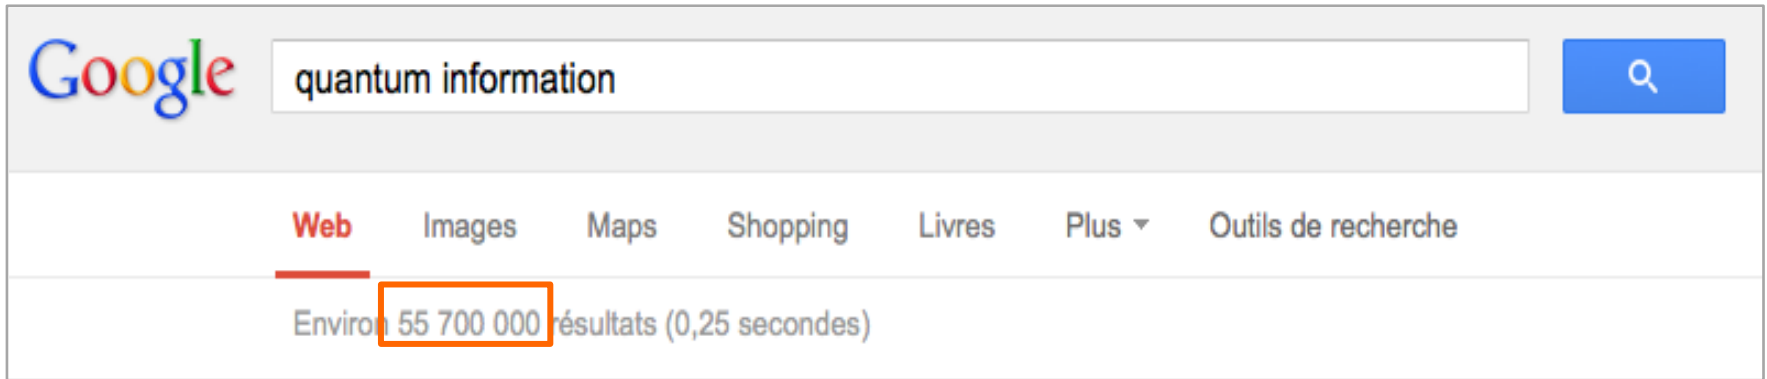 Google quantum information
Web Images Maps Shopping Livres Plus Outils de recherche
Environ 55 700 000 résultats (0,25 secondes)